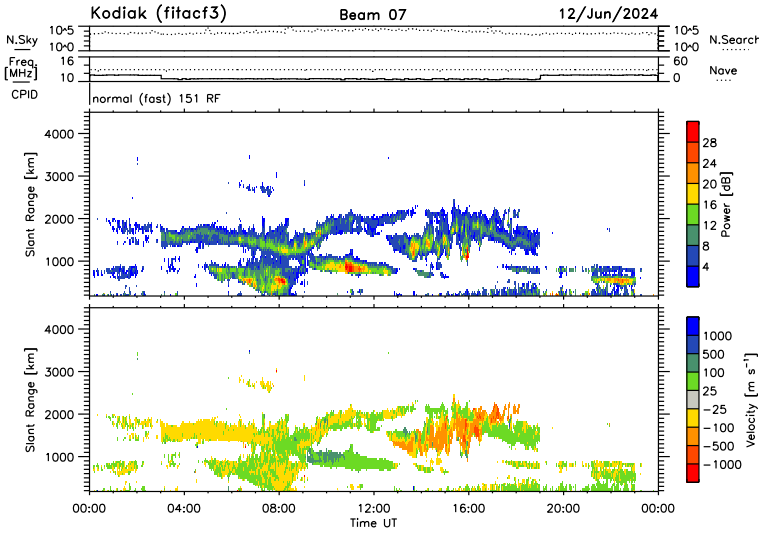 Kodiak (fitacf3) Beam 07 12/Jun/2024
N.Sky 10^5 10^0 10^5 10^0 N.Search
Freq. [MHz] 16 10 60 0 Nave
CPID normal (fast) 151 RF
Slant Range [km] 4000 3000 2000 1000
28 24 20 16 12 8 4 Power [dB]
Slant Range [km] 4000 3000 2000 1000
1000 500 100 25 −25 −100 −500 −1000 Velocity [m s⁻¹]
00:00 04:00 08:00 12:00 16:00 20:00 00:00
Time UT